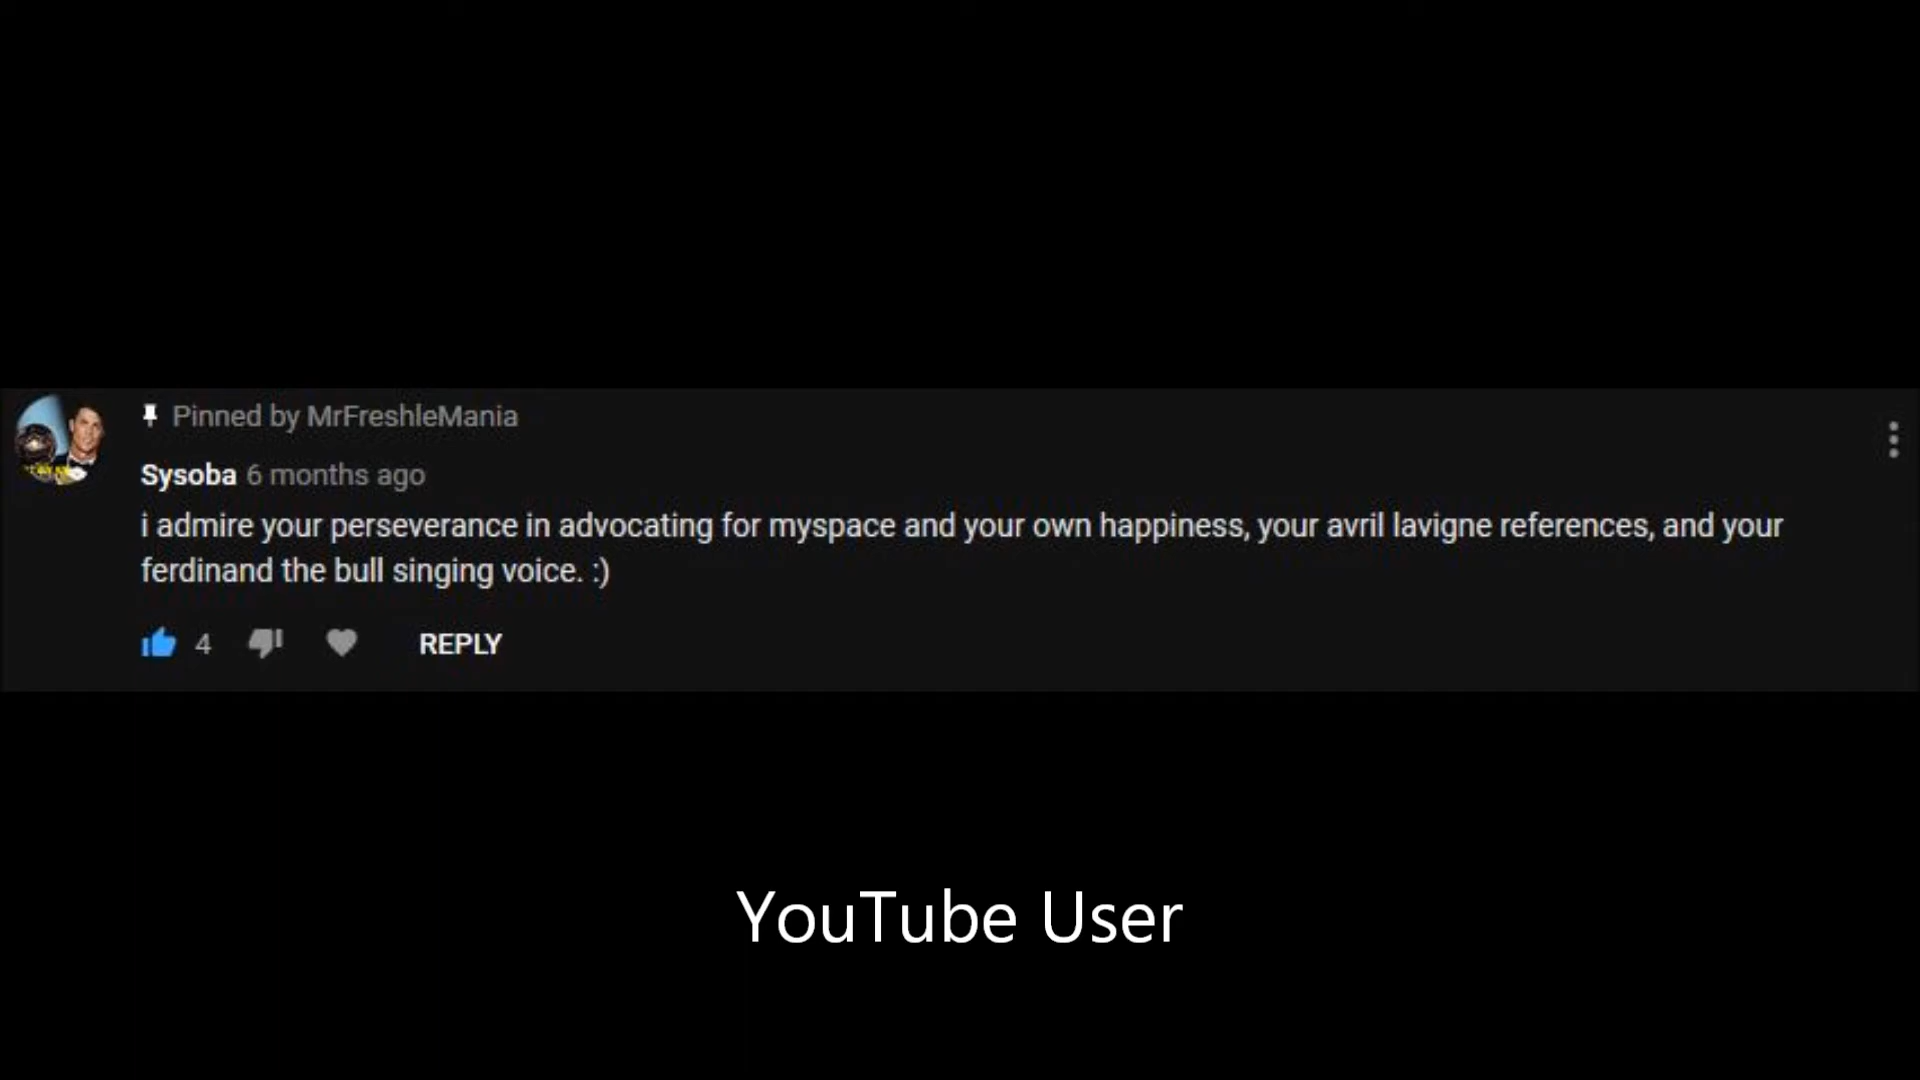 Pinned by MrFreshleMania
Sysoba 6 months ago
i admire your perseverance in advocating for myspace and your own happiness, your avril lavigne references, and your
ferdinand the bull singing voice. :)
4 REPLY
YouTube User